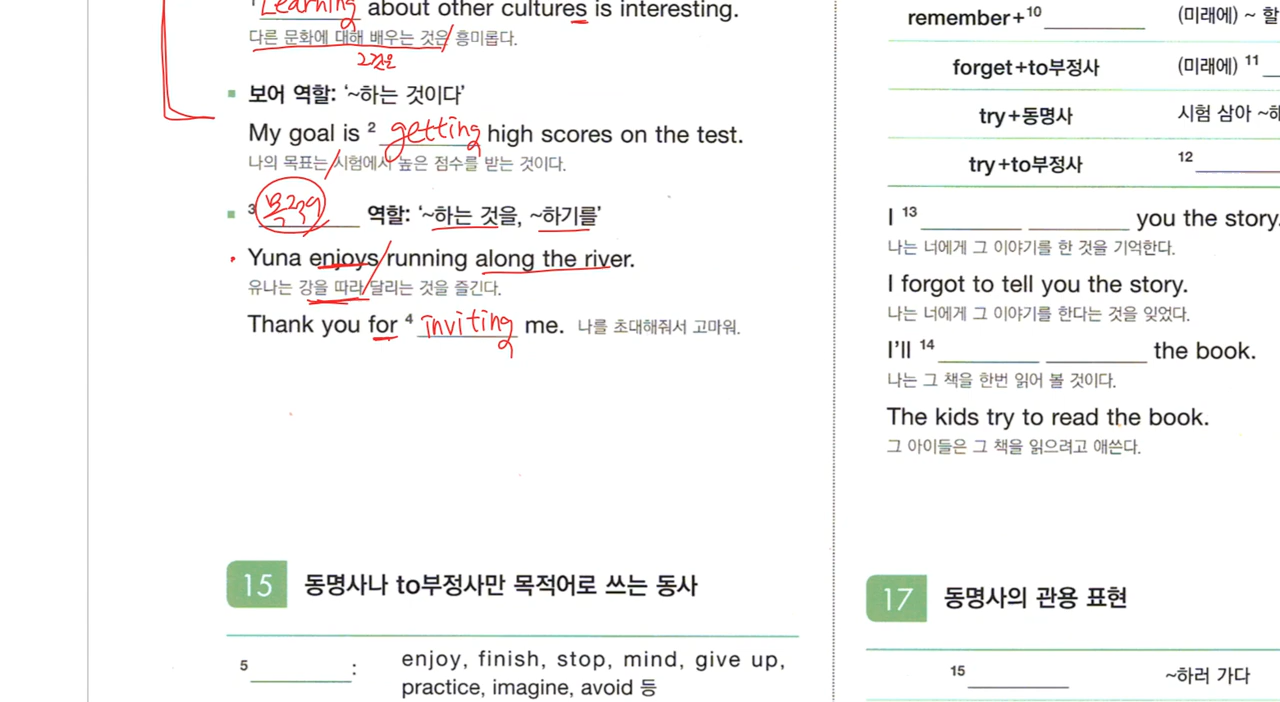 1 Learning about other cultures is interesting.
다른 문화에 대해 배우는 것은 흥미롭다.
그것은
보어 역할: '~하는 것이다'
My goal is 2 getting high scores on the test.
나의 목표는 시험에서 높은 점수를 받는 것이다.
3 목적어 역할: '~하는 것을, ~하기를'
Yuna enjoys running along the river.
유나는 강을 따라 달리는 것을 즐긴다.
Thank you for 4 inviting me. 나를 초대해줘서 고마워.
15 동명사나 to부정사만 목적어로 쓰는 동사
5 : enjoy, finish, stop, mind, give up,
practice, imagine, avoid 등
remember+10 (미래에) ~ 할
forget+to부정사 (미래에) 11
try+동명사 시험 삼아 ~해
try+to부정사 12
I 13 you the story.
나는 너에게 그 이야기를 한 것을 기억한다.
I forgot to tell you the story.
나는 너에게 그 이야기를 한다는 것을 잊었다.
I'll 14 the book.
나는 그 책을 한번 읽어 볼 것이다.
The kids try to read the book.
그 아이들은 그 책을 읽으려고 애쓴다.
17 동명사의 관용 표현
15 ~하러 가다